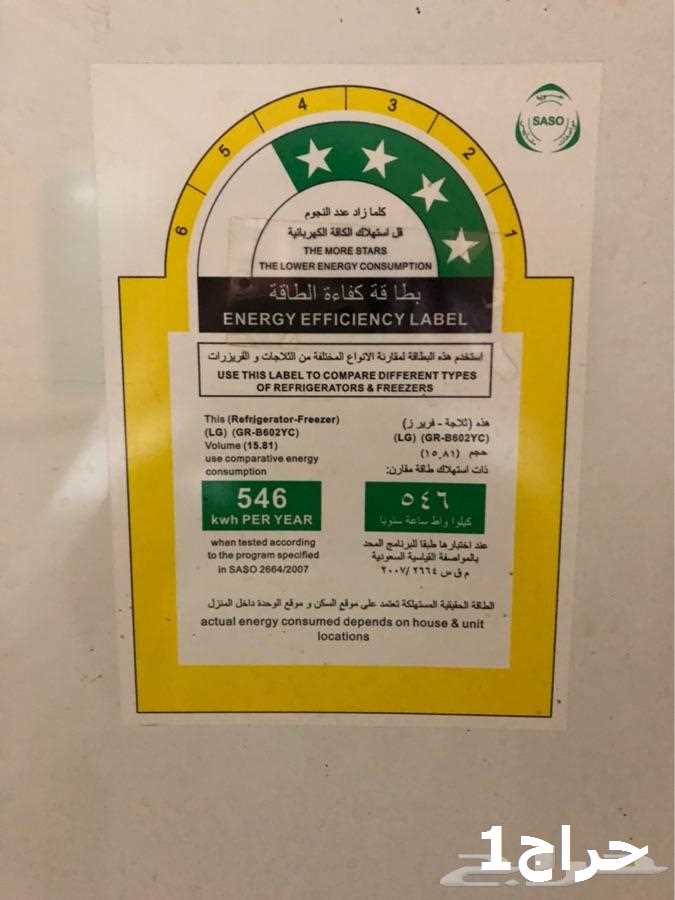 SASO
6 5 4 3 2 1
كلما زاد عدد النجوم
قل استهلاك الكافة الكهربائية
THE MORE STARS
THE LOWER ENERGY CONSUMPTION
بطاقة كفاءة الطاقة
ENERGY EFFICIENCY LABEL
استخدم هذه البطاقة لمقارنة الانواع المختلفة من الثلاجات و الفريزرات
USE THIS LABEL TO COMPARE DIFFERENT TYPES
OF REFRIGERATORS & FREEZERS
This (Refrigerator-Freezer)
(LG) (GR-B602YC)
Volume (15.81)
use comparative energy
consumption
546
kwh PER YEAR
when tested according
to the program specified
in SASO 2664/2007
هذه (ثلاجة - فريرز)
(LG) (GR-B602YC)
حجم (١٥,٨١)
ذات استهلاك طاقة مقارن:
٥٤٦
كيلوا واط ساعة سنويا
عند اختبارها طبقا للبرنامج المحدد
بالمواصفة القياسية السعودية
م ق س ٢٦٦٤ /٢٠٠٧
الطاقة الحقيقية المستهلكة تعتمد على موقع السكن و موقع الوحدة داخل المنزل
actual energy consumed depends on house & unit
locations
حراج1
حراج